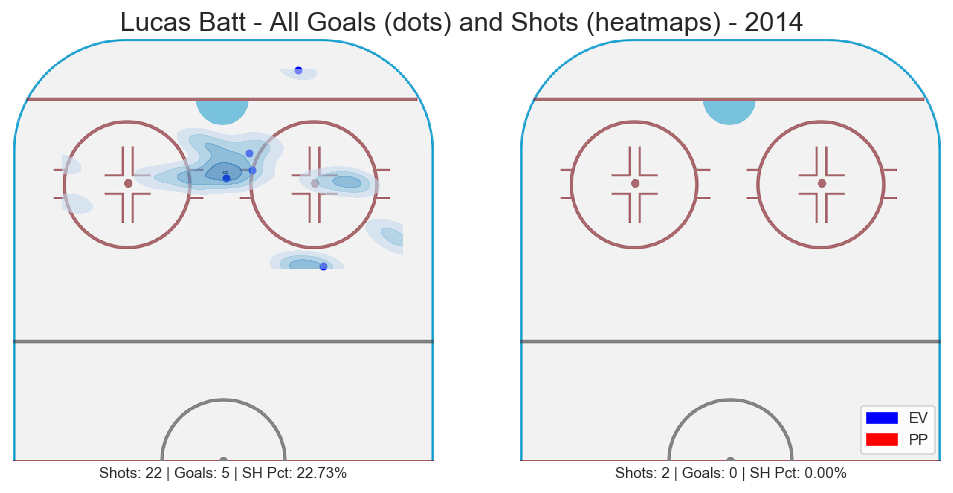 Lucas Batt - All Goals (dots) and Shots (heatmaps) - 2014
EV
PP
Shots: 22 | Goals: 5 | SH Pct: 22.73%
Shots: 2 | Goals: 0 | SH Pct: 0.00%